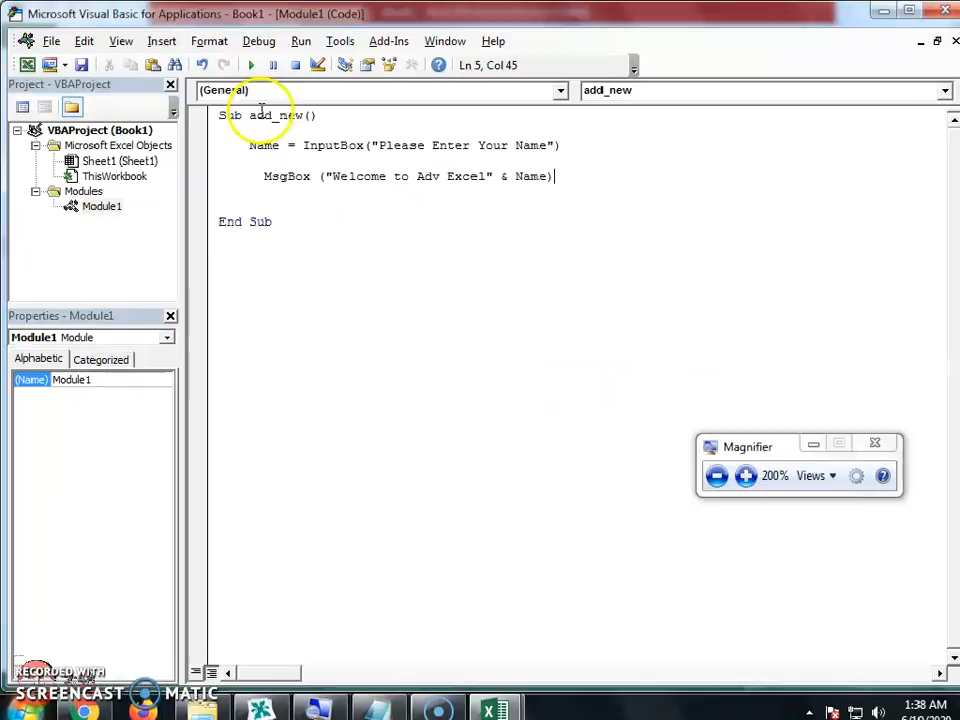 Microsoft Visual Basic for Applications - Book1 - [Module1 (Code)]
File Edit View Insert Format Debug Run Tools Add-Ins Window Help
Ln 5, Col 45
Project - VBAProject
(General)
add_new
VBAProject (Book1)
Microsoft Excel Objects
Sheet1 (Sheet1)
ThisWorkbook
Modules
Module1
Sub add_new()
Name = InputBox("Please Enter Your Name")
MsgBox ("Welcome to Adv Excel" & Name)
End Sub
Properties - Module1
Module1 Module
Alphabetic Categorized
(Name) Module1
Magnifier
200% Views
RECORDED WITH
SCREENCAST MATIC
1:38 AM
6/19/2020